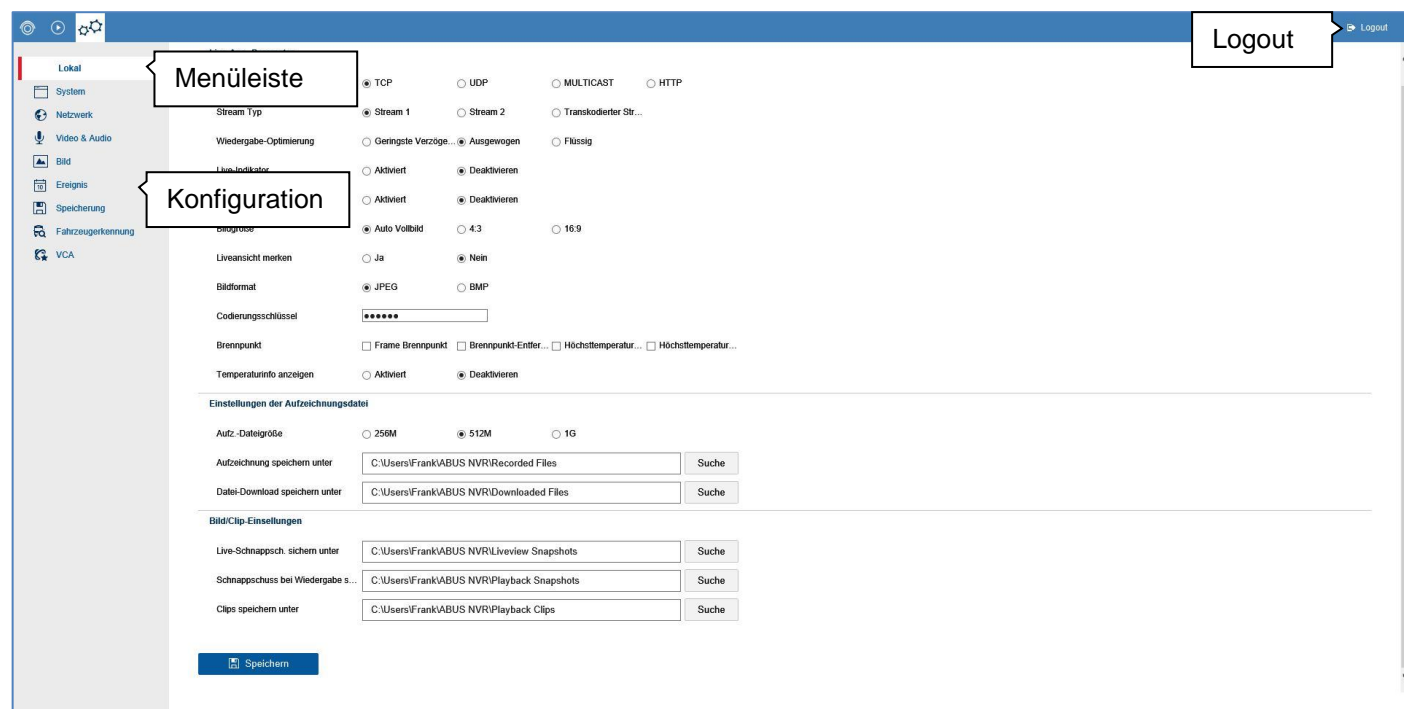 Logout
Logout
Menüleiste
Lokal
System
Netzwerk
Video & Audio
Bild
Ereignis
10
Speicherung
Fahrzeugerkennung
VCA
Konfiguration
TCP UDP MULTICAST HTTP
Stream Typ Stream 1 Stream 2 Transkodierter Str...
Wiedergabe-Optimierung Geringste Verzöge... Ausgewogen Flüssig
Live-Indikator Aktiviert Deaktivieren
Aktiviert Deaktivieren
Bildgröße Auto Vollbild 4:3 16:9
Liveansicht merken Ja Nein
Bildformat JPEG BMP
Codierungsschlüssel ●●●●●●
Brennpunkt Frame Brennpunkt Brennpunkt-Entfer... Höchsttemperatur... Höchsttemperatur...
Temperaturinfo anzeigen Aktiviert Deaktivieren
Einstellungen der Aufzeichnungsdatei
Aufz.-Dateigröße 256M 512M 1G
Aufzeichnung speichern unter C:\Users\Frank\ABUS NVR\Recorded Files Suche
Datei-Download speichern unter C:\Users\Frank\ABUS NVR\Downloaded Files Suche
Bild/Clip-Einsellungen
Live-Schnappsch. sichern unter C:\Users\Frank\ABUS NVR\Liveview Snapshots Suche
Schnappschuss bei Wiedergabe s... C:\Users\Frank\ABUS NVR\Playback Snapshots Suche
Clips speichern unter C:\Users\Frank\ABUS NVR\Playback Clips Suche
Speichern